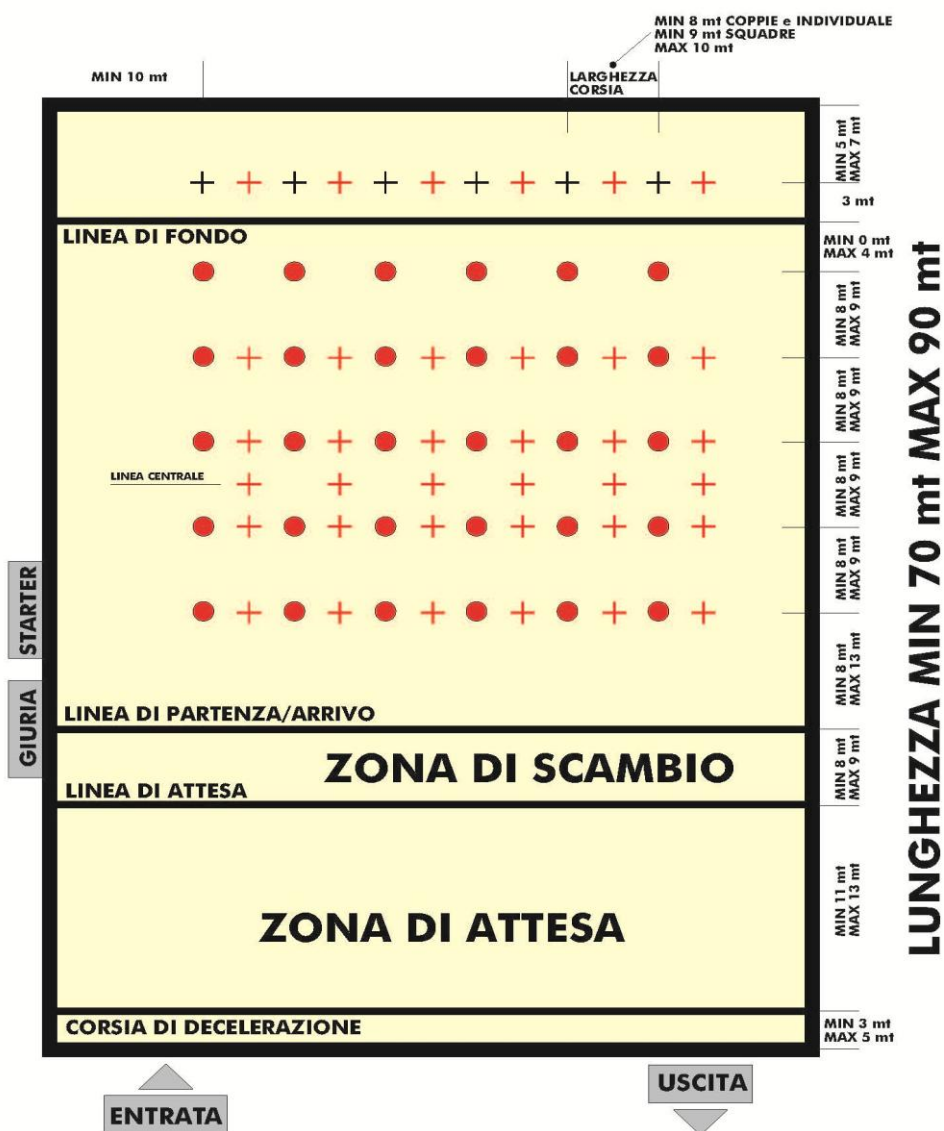 MIN 8 mt COPPIE e INDIVIDUALE
MIN 9 mt SQUADRE
MAX 10 mt
MIN 10 mt
LARGHEZZA
CORSIA
MIN 5 mt
MAX 7 mt
3 mt
LINEA DI FONDO
MIN 0 mt
MAX 4 mt
MIN 8 mt
MAX 9 mt
MIN 8 mt
MAX 9 mt
LINEA CENTRALE
MIN 8 mt
MAX 9 mt
MIN 8 mt
MAX 9 mt
STARTER
MIN 8 mt
MAX 13 mt
GIURIA
LINEA DI PARTENZA/ARRIVO
ZONA DI SCAMBIO
MIN 8 mt
MAX 9 mt
LINEA DI ATTESA
ZONA DI ATTESA
MIN 11 mt
MAX 13 mt
CORSIA DI DECELERAZIONE
MIN 3 mt
MAX 5 mt
LUNGHEZZA MIN 70 mt MAX 90 mt
ENTRATA
USCITA